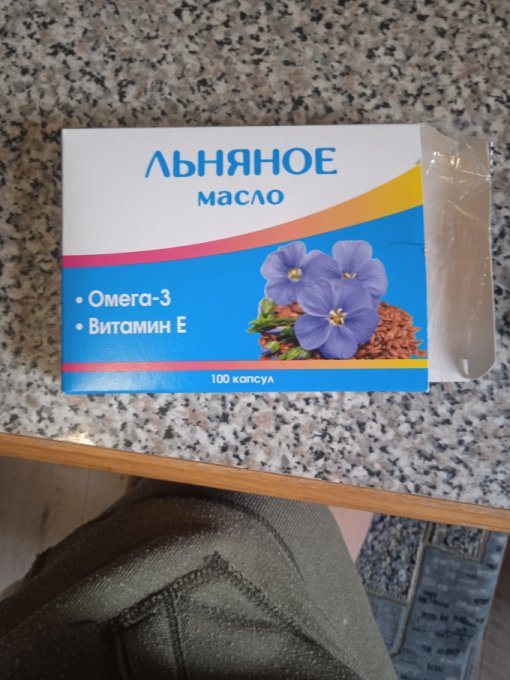 ЛЬНЯНОЕ
масло
• Омега-3
• Витамин Е
100 капсул